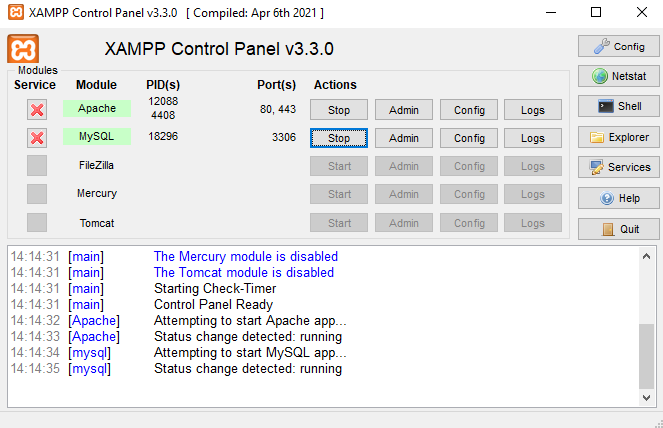 XAMPP Control Panel v3.3.0 [ Compiled: Apr 6th 2021 ]
XAMPP Control Panel v3.3.0
Config
Modules
Service Module PID(s) Port(s) Actions
Netstat
Apache 12088 4408 80, 443 Stop Admin Config Logs
Shell
MySQL 18296 3306 Stop Admin Config Logs
Explorer
FileZilla Start Admin Config Logs
Services
Mercury Start Admin Config Logs
Help
Tomcat Start Admin Config Logs
Quit
14:14:31 [main] The Mercury module is disabled
14:14:31 [main] The Tomcat module is disabled
14:14:31 [main] Starting Check-Timer
14:14:31 [main] Control Panel Ready
14:14:32 [Apache] Attempting to start Apache app...
14:14:33 [Apache] Status change detected: running
14:14:34 [mysql] Attempting to start MySQL app...
14:14:35 [mysql] Status change detected: running